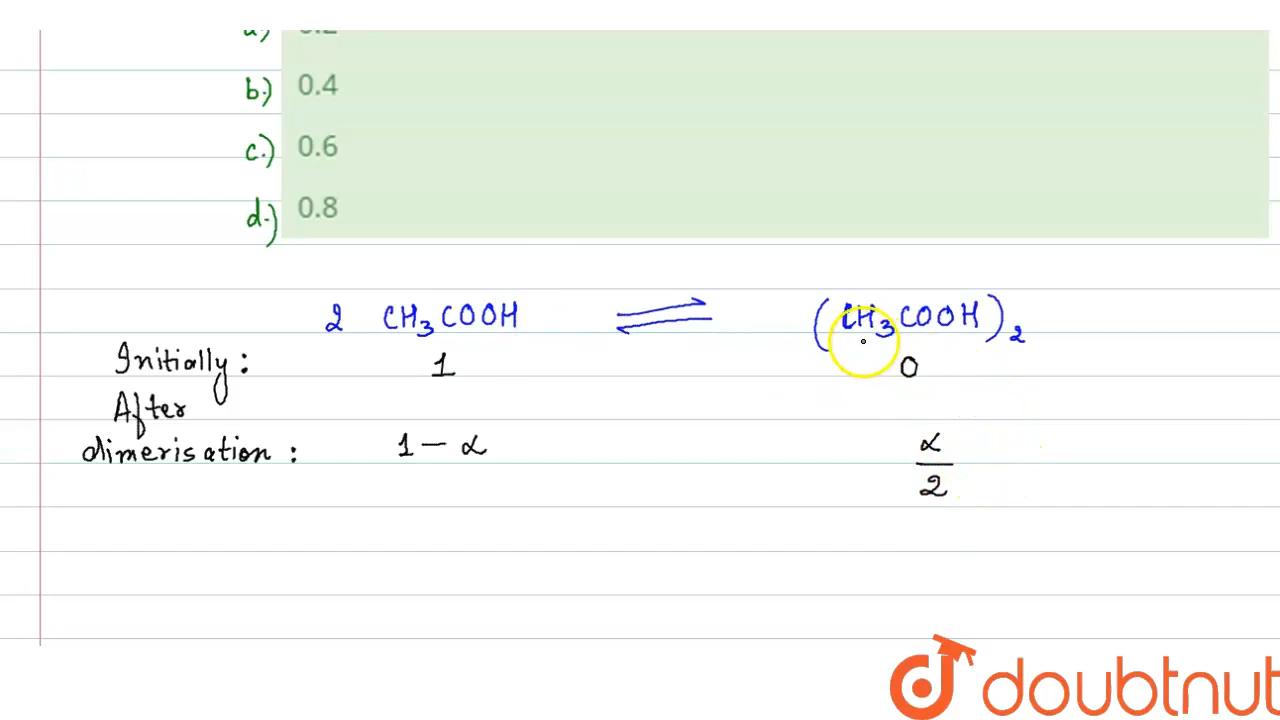 b.) 0.4
c.) 0.6
d.) 0.8
2 CH₃COOH ⇌ (CH₃COOH)₂
Initially: 1 0
After
dimerisation: 1 - α α/2
doubtnut